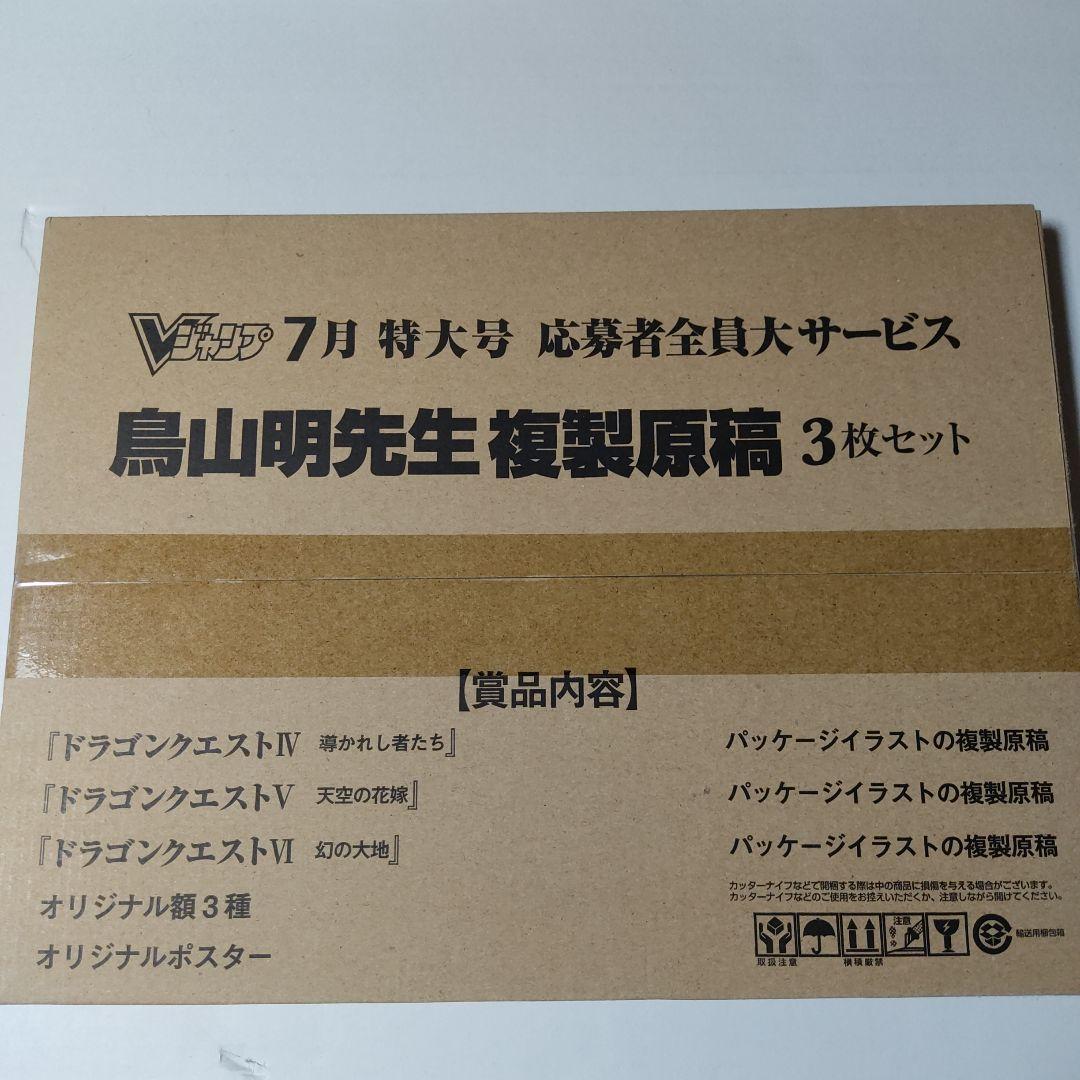 Vジャンプ 7月 特大号 応募者全員大サービス
鳥山明先生複製原稿 3枚セット
【賞品内容】
『ドラゴンクエストⅣ 導かれし者たち』 パッケージイラストの複製原稿
『ドラゴンクエストⅤ 天空の花嫁』 パッケージイラストの複製原稿
『ドラゴンクエストⅥ 幻の大地』 パッケージイラストの複製原稿
オリジナル額3種
オリジナルポスター
カッターナイフなどで開梱する際は中の商品に損傷を与える場合がございます。
カッターナイフなどのご使用をお控えいただくか、注意しながら開けてください。
注意
取扱注意 横積厳禁 輸送用梱包箱